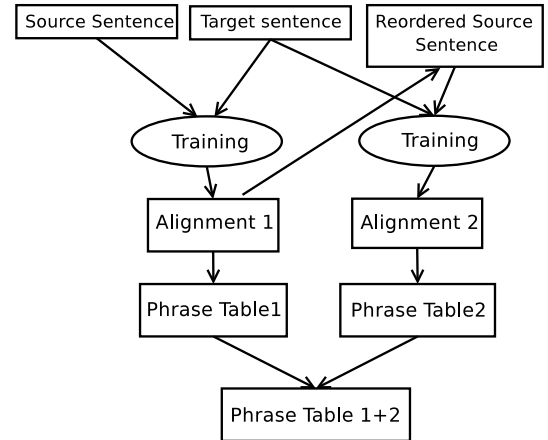 Source Sentence
Target sentence
Reordered Source
Sentence
Training
Training
Alignment 1
Alignment 2
Phrase Table1
Phrase Table2
Phrase Table 1+2